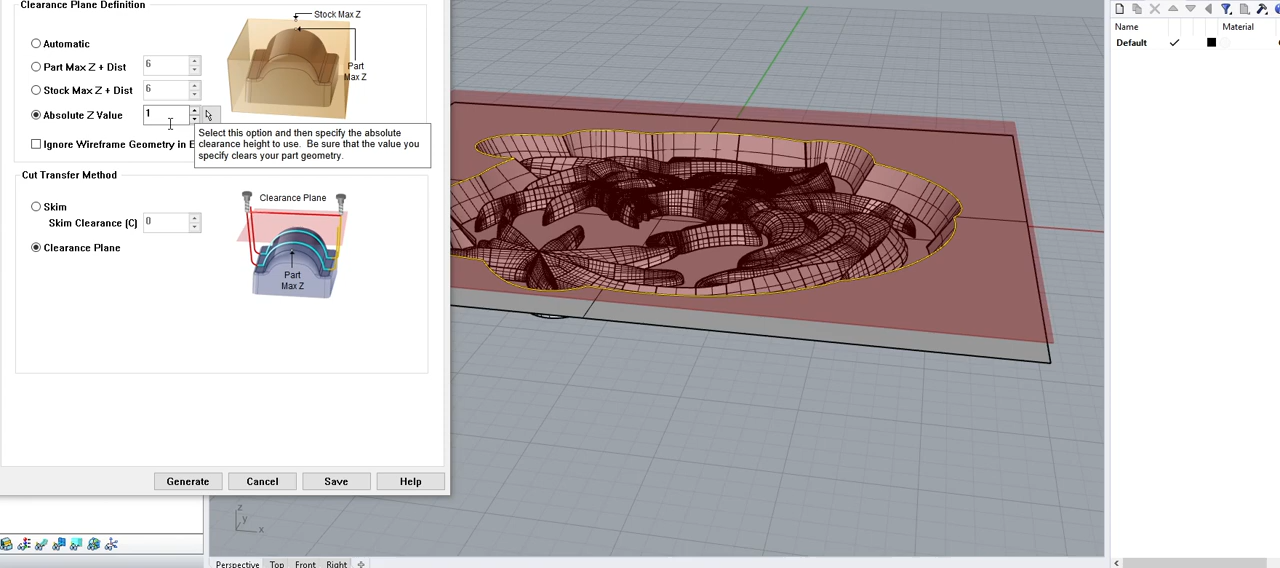 Clearance Plane Definition
Stock Max Z
Automatic
Part Max Z + Dist
6
Part
Max Z
Stock Max Z + Dist
6
Absolute Z Value
1
Select this option and then specify the absolute
clearance height to use. Be sure that the value you
specify clears your part geometry.
Ignore Wireframe Geometry in E
Cut Transfer Method
Skim
Skim Clearance (C)
0
Clearance Plane
Clearance Plane
Part
Max Z
Generate
Cancel
Save
Help
z
y
x
Perspective
Top
Front
Right
Name
Material
Default